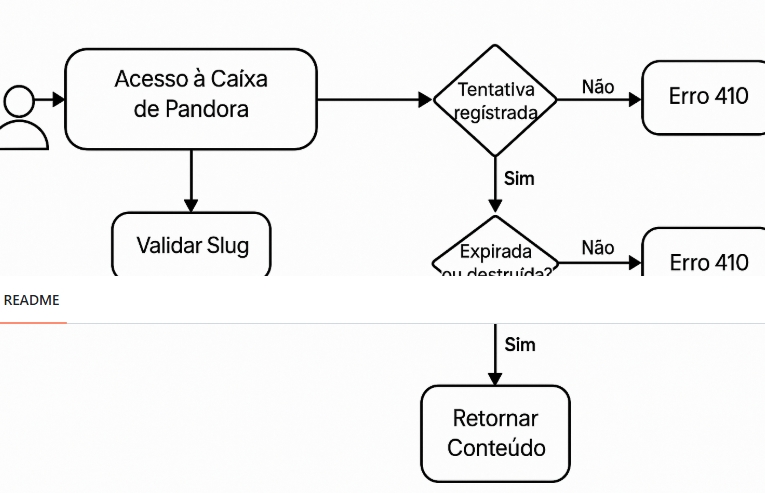 Acesso à Caíxa
de Pandora
Tentativa
regístrada
Não
Erro 410
Sim
Validar Slug
Expirada
ou destruída?
Não
Erro 410
README
Sim
Retornar
Conteúdo